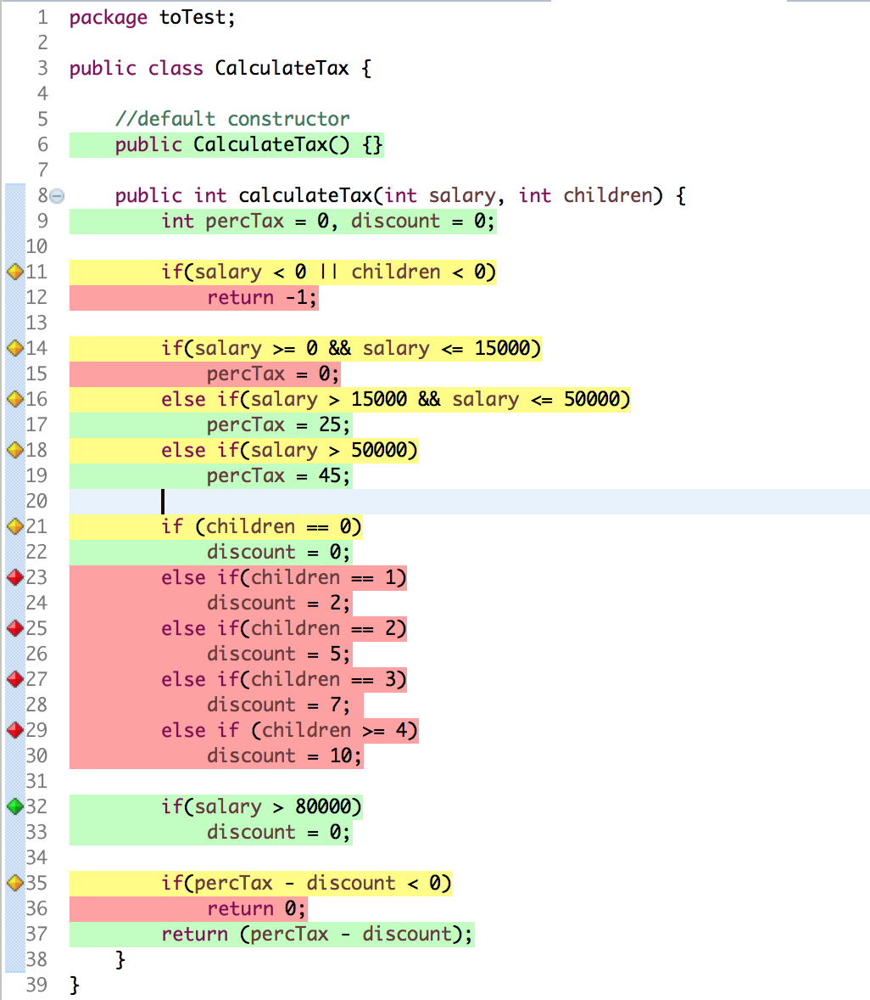 1 package toTest;
2
3 public class CalculateTax {
4
5 //default constructor
6 public CalculateTax() {}
7
8 public int calculateTax(int salary, int children) {
9 int percTax = 0, discount = 0;
10
11 if(salary < 0 || children < 0)
12 return -1;
13
14 if(salary >= 0 && salary <= 15000)
15 percTax = 0;
16 else if(salary > 15000 && salary <= 50000)
17 percTax = 25;
18 else if(salary > 50000)
19 percTax = 45;
20
21 if (children == 0)
22 discount = 0;
23 else if(children == 1)
24 discount = 2;
25 else if(children == 2)
26 discount = 5;
27 else if(children == 3)
28 discount = 7;
29 else if (children >= 4)
30 discount = 10;
31
32 if(salary > 80000)
33 discount = 0;
34
35 if(percTax - discount < 0)
36 return 0;
37 return (percTax - discount);
38 }
39 }